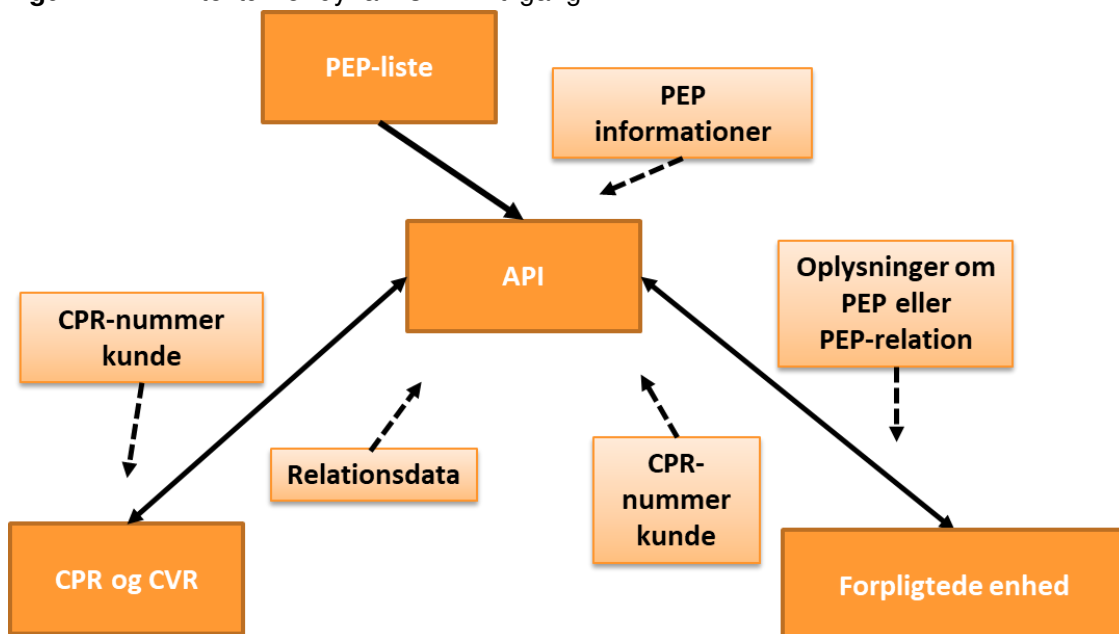 PEP-liste
PEP
informationer
API
Oplysninger om
PEP eller
PEP-relation
CPR-nummer
kunde
Relationsdata
CPR-
nummer
kunde
CPR og CVR
Forpligtede enhed